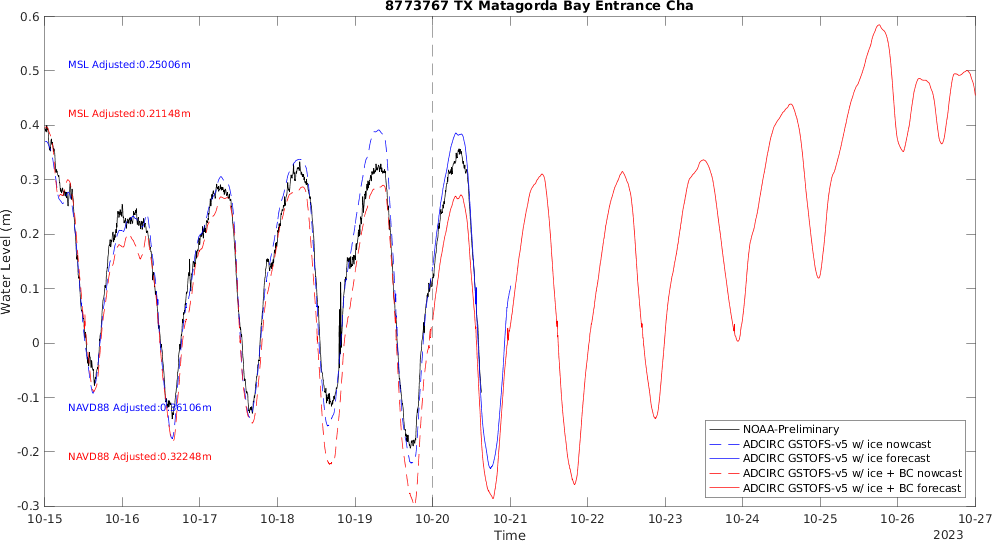 8773767 TX Matagorda Bay Entrance Cha
Water Level (m)
0.6
0.5
0.4
0.3
0.2
0.1
0
-0.1
-0.2
-0.3
MSL Adjusted:0.25006m
MSL Adjusted:0.21148m
NAVD88 Adjusted:0.36106m
NAVD88 Adjusted:0.32248m
NOAA-Preliminary
ADCIRC GSTOFS-v5 w/ ice nowcast
ADCIRC GSTOFS-v5 w/ ice forecast
ADCIRC GSTOFS-v5 w/ ice + BC nowcast
ADCIRC GSTOFS-v5 w/ ice + BC forecast
10-15 10-16 10-17 10-18 10-19 10-20 10-21 10-22 10-23 10-24 10-25 10-26 10-27
Time
2023